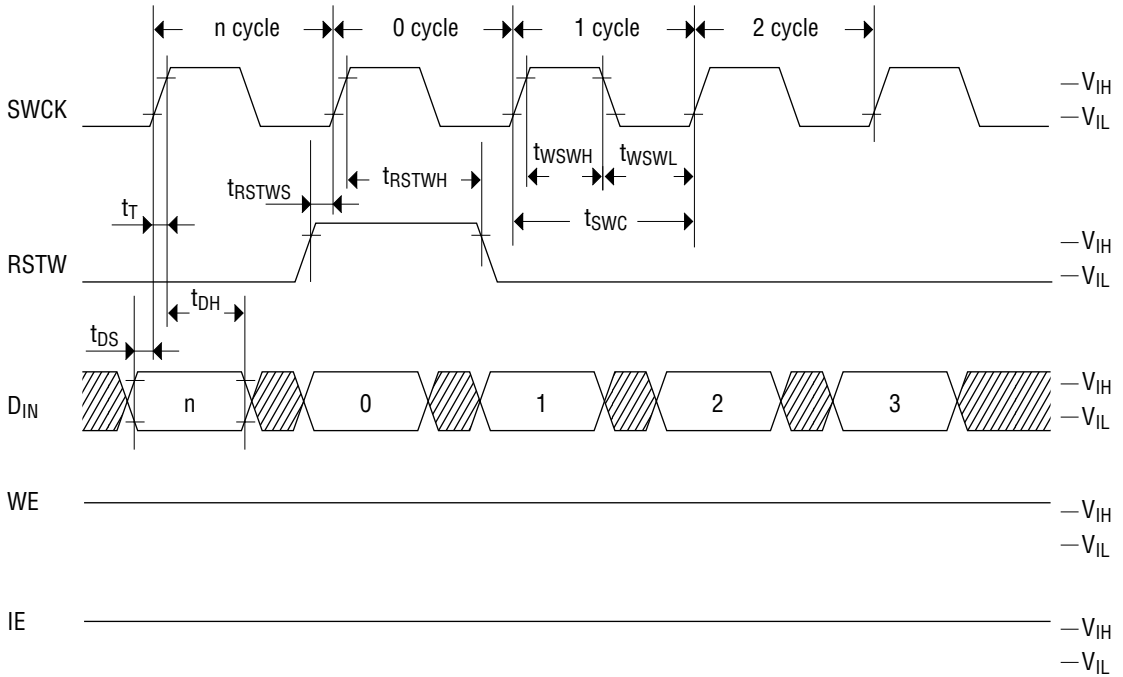 n cycle 0 cycle 1 cycle 2 cycle
SWCK
VIH
VIL
tWSWH tWSWL
tRSTWS tRSTWH
tT
tSWC
RSTW
VIH
VIL
tDH
tDS
DIN
n 0 1 2 3
VIH
VIL
WE
VIH
VIL
IE
VIH
VIL